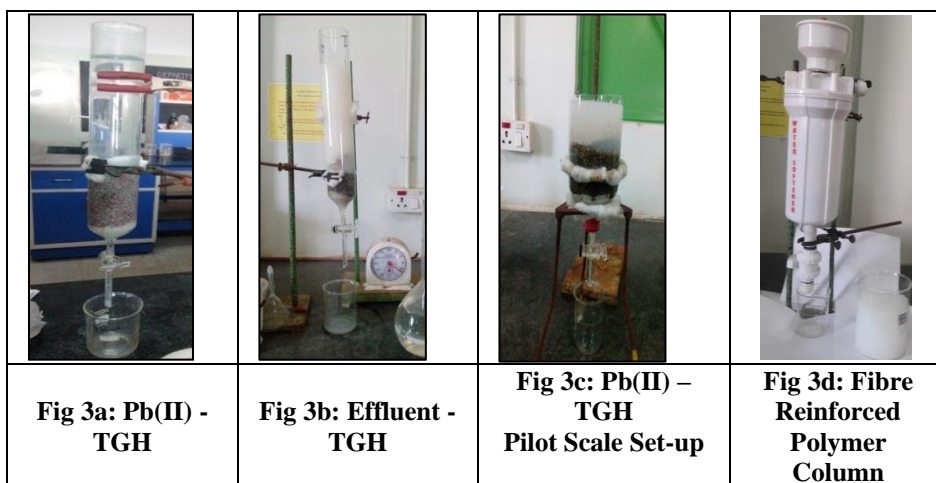 Fig 3a: Pb(II) -
TGH
Fig 3b: Effluent -
TGH
Fig 3c: Pb(II) –
TGH
Pilot Scale Set-up
Fig 3d: Fibre
Reinforced
Polymer
Column
WATER SOFTENER